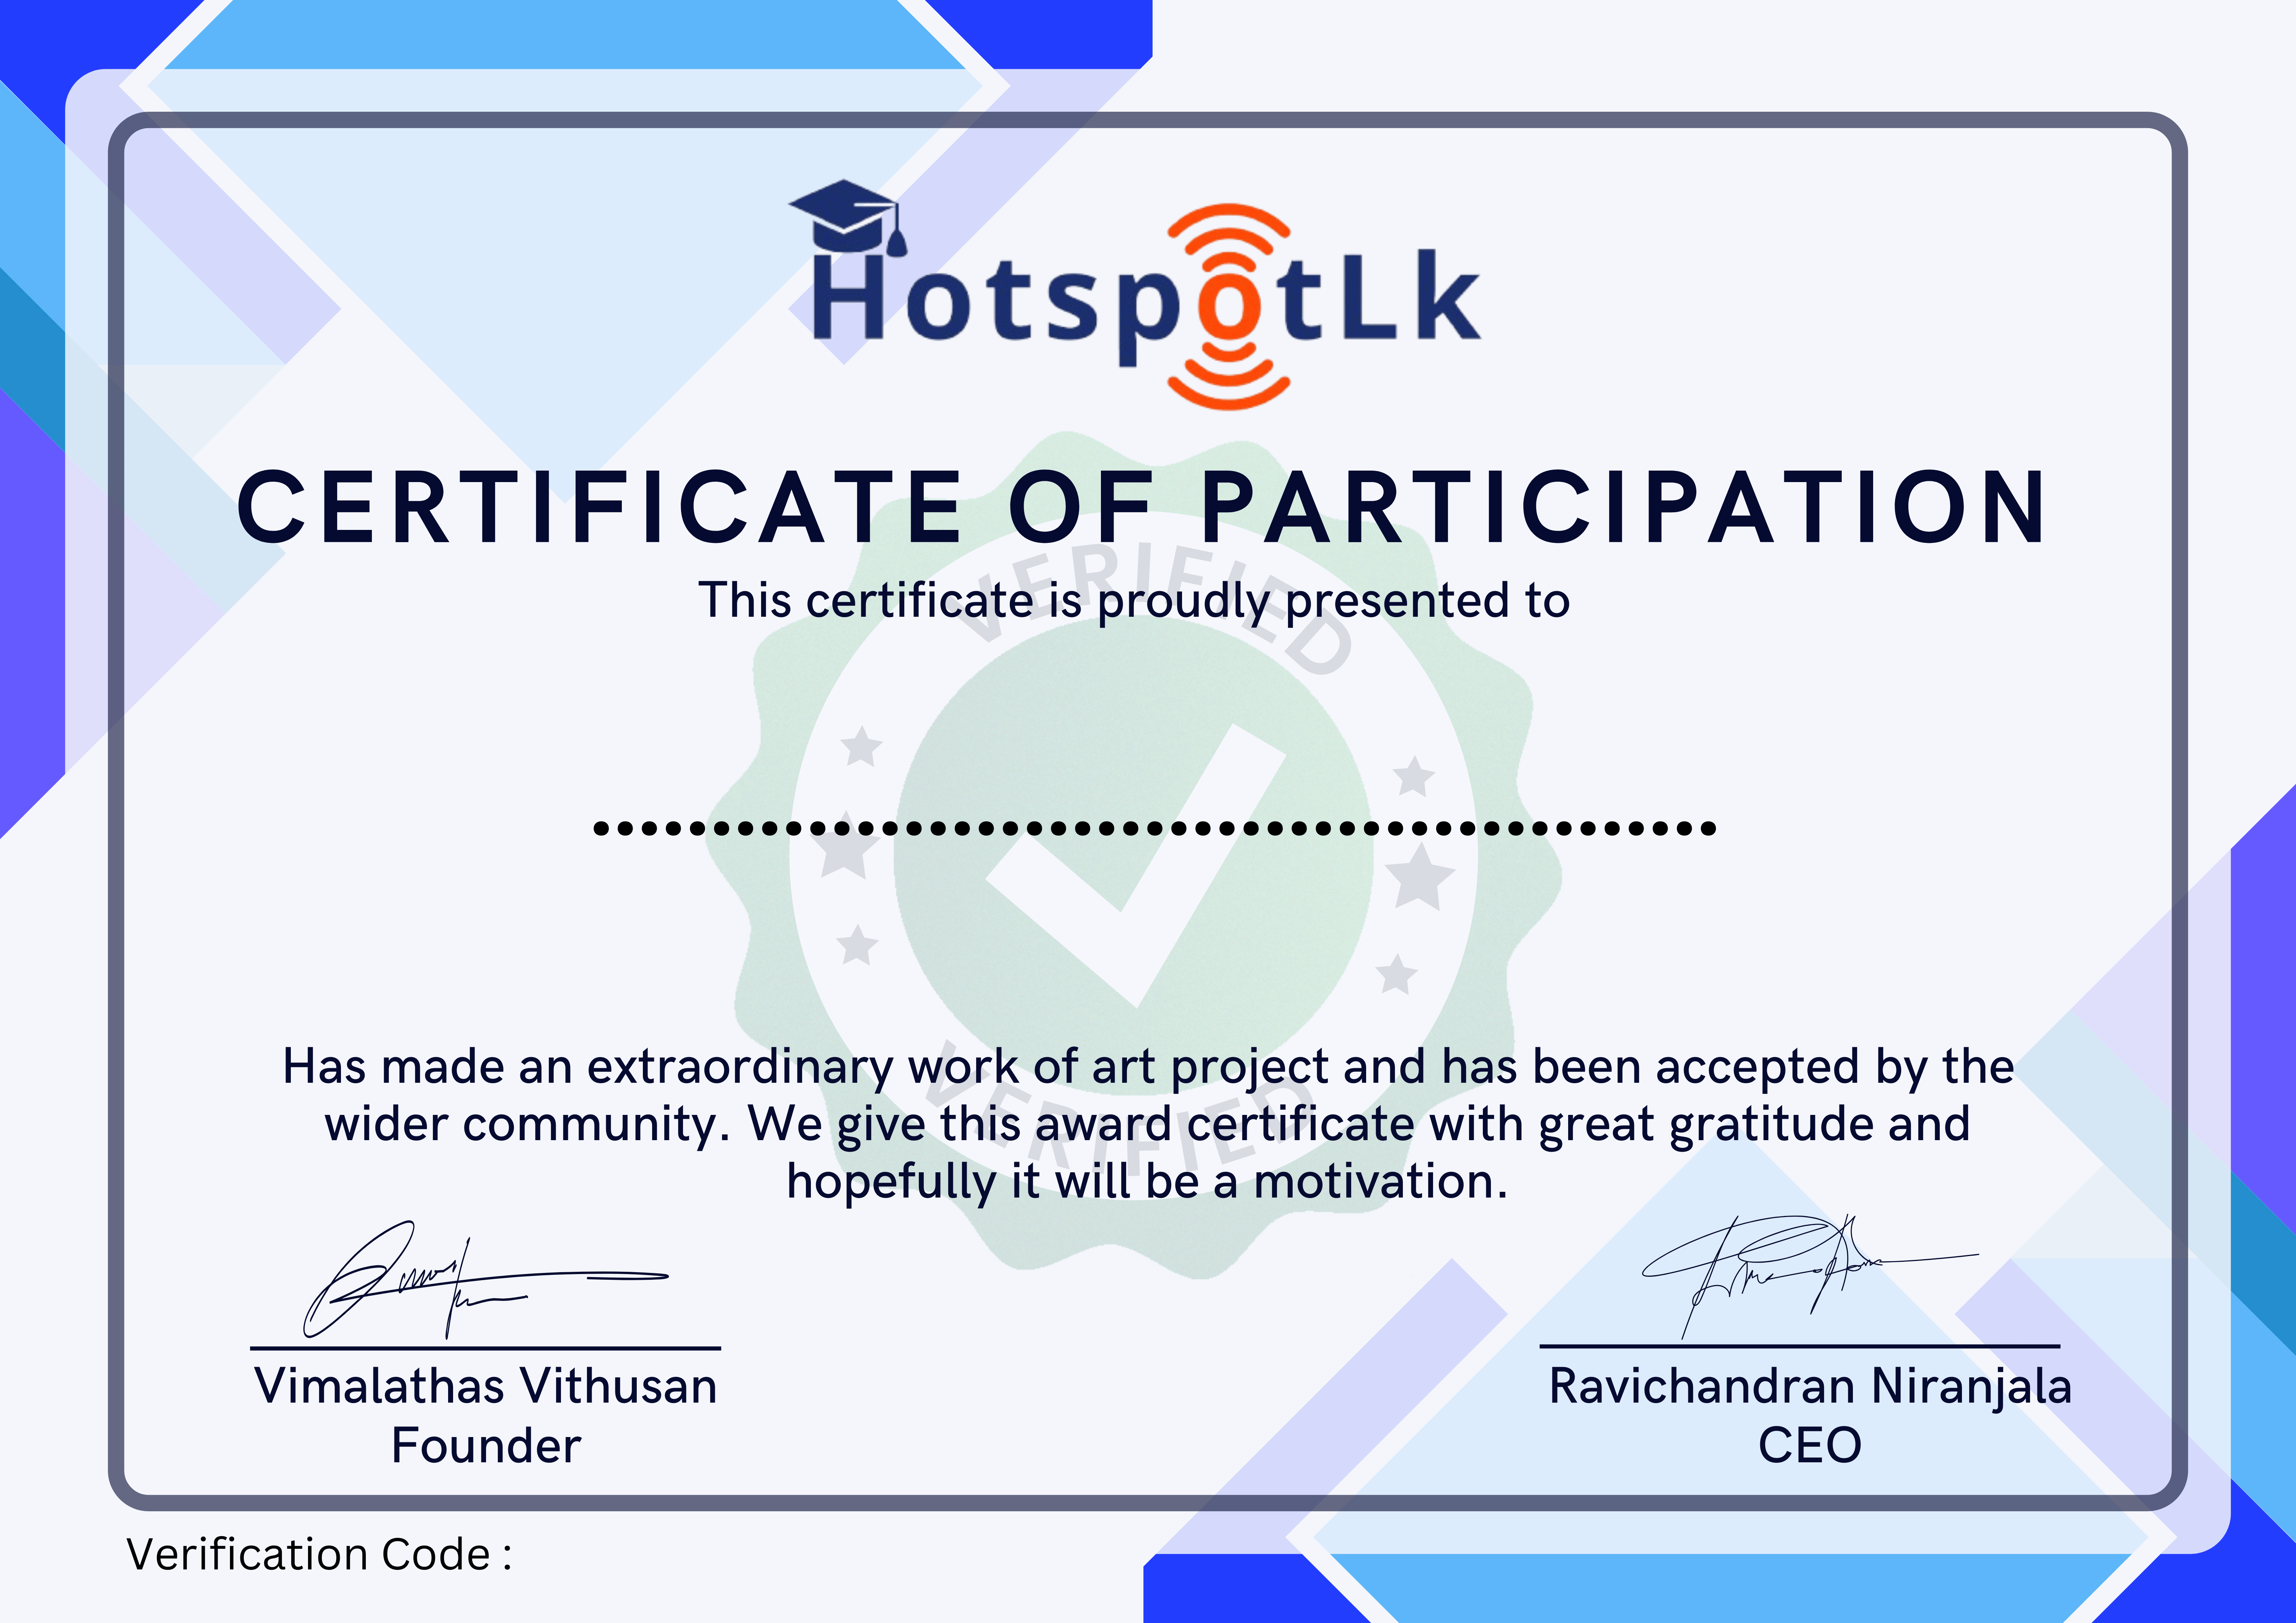 HotspotLk
CERTIFICATE OF PARTICIPATION
VERIFIED
This certificate is proudly presented to
Has made an extraordinary work of art project and has been accepted by the
wider community. We give this award certificate with great gratitude and
hopefully it will be a motivation.
VERIFIED
Vimalathas Vithusan
Founder
Ravichandran Niranjala
CEO
Verification Code :